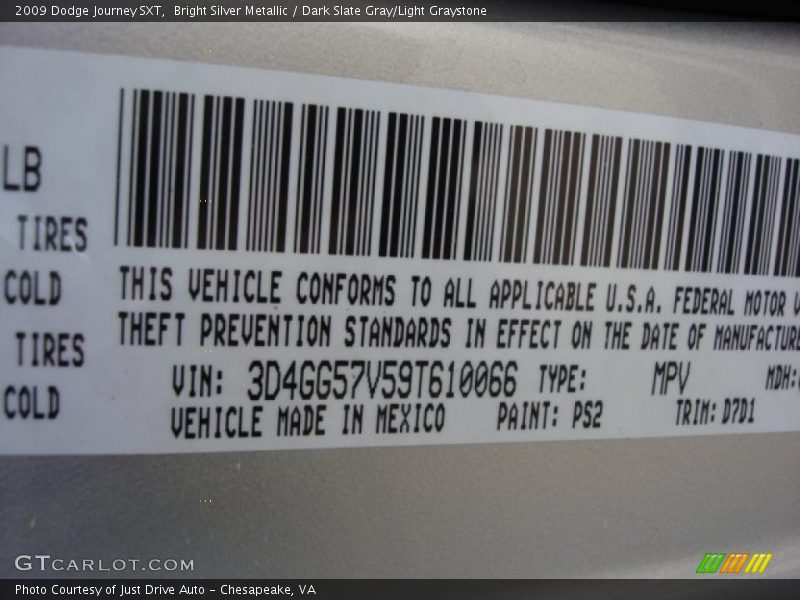 2009 Dodge Journey SXT, Bright Silver Metallic / Dark Slate Gray/Light Graystone
LB
TIRES
COLD
TIRES
COLD
THIS VEHICLE CONFORMS TO ALL APPLICABLE U.S.A. FEDERAL MOTOR V
THEFT PREVENTION STANDARDS IN EFFECT ON THE DATE OF MANUFACTURE
VIN: 3D4GG57V59T610066 TYPE: MPV MDH:
VEHICLE MADE IN MEXICO PAINT: PS2 TRIM: D7D1
GTCARLOT.COM
Photo Courtesy of Just Drive Auto - Chesapeake, VA